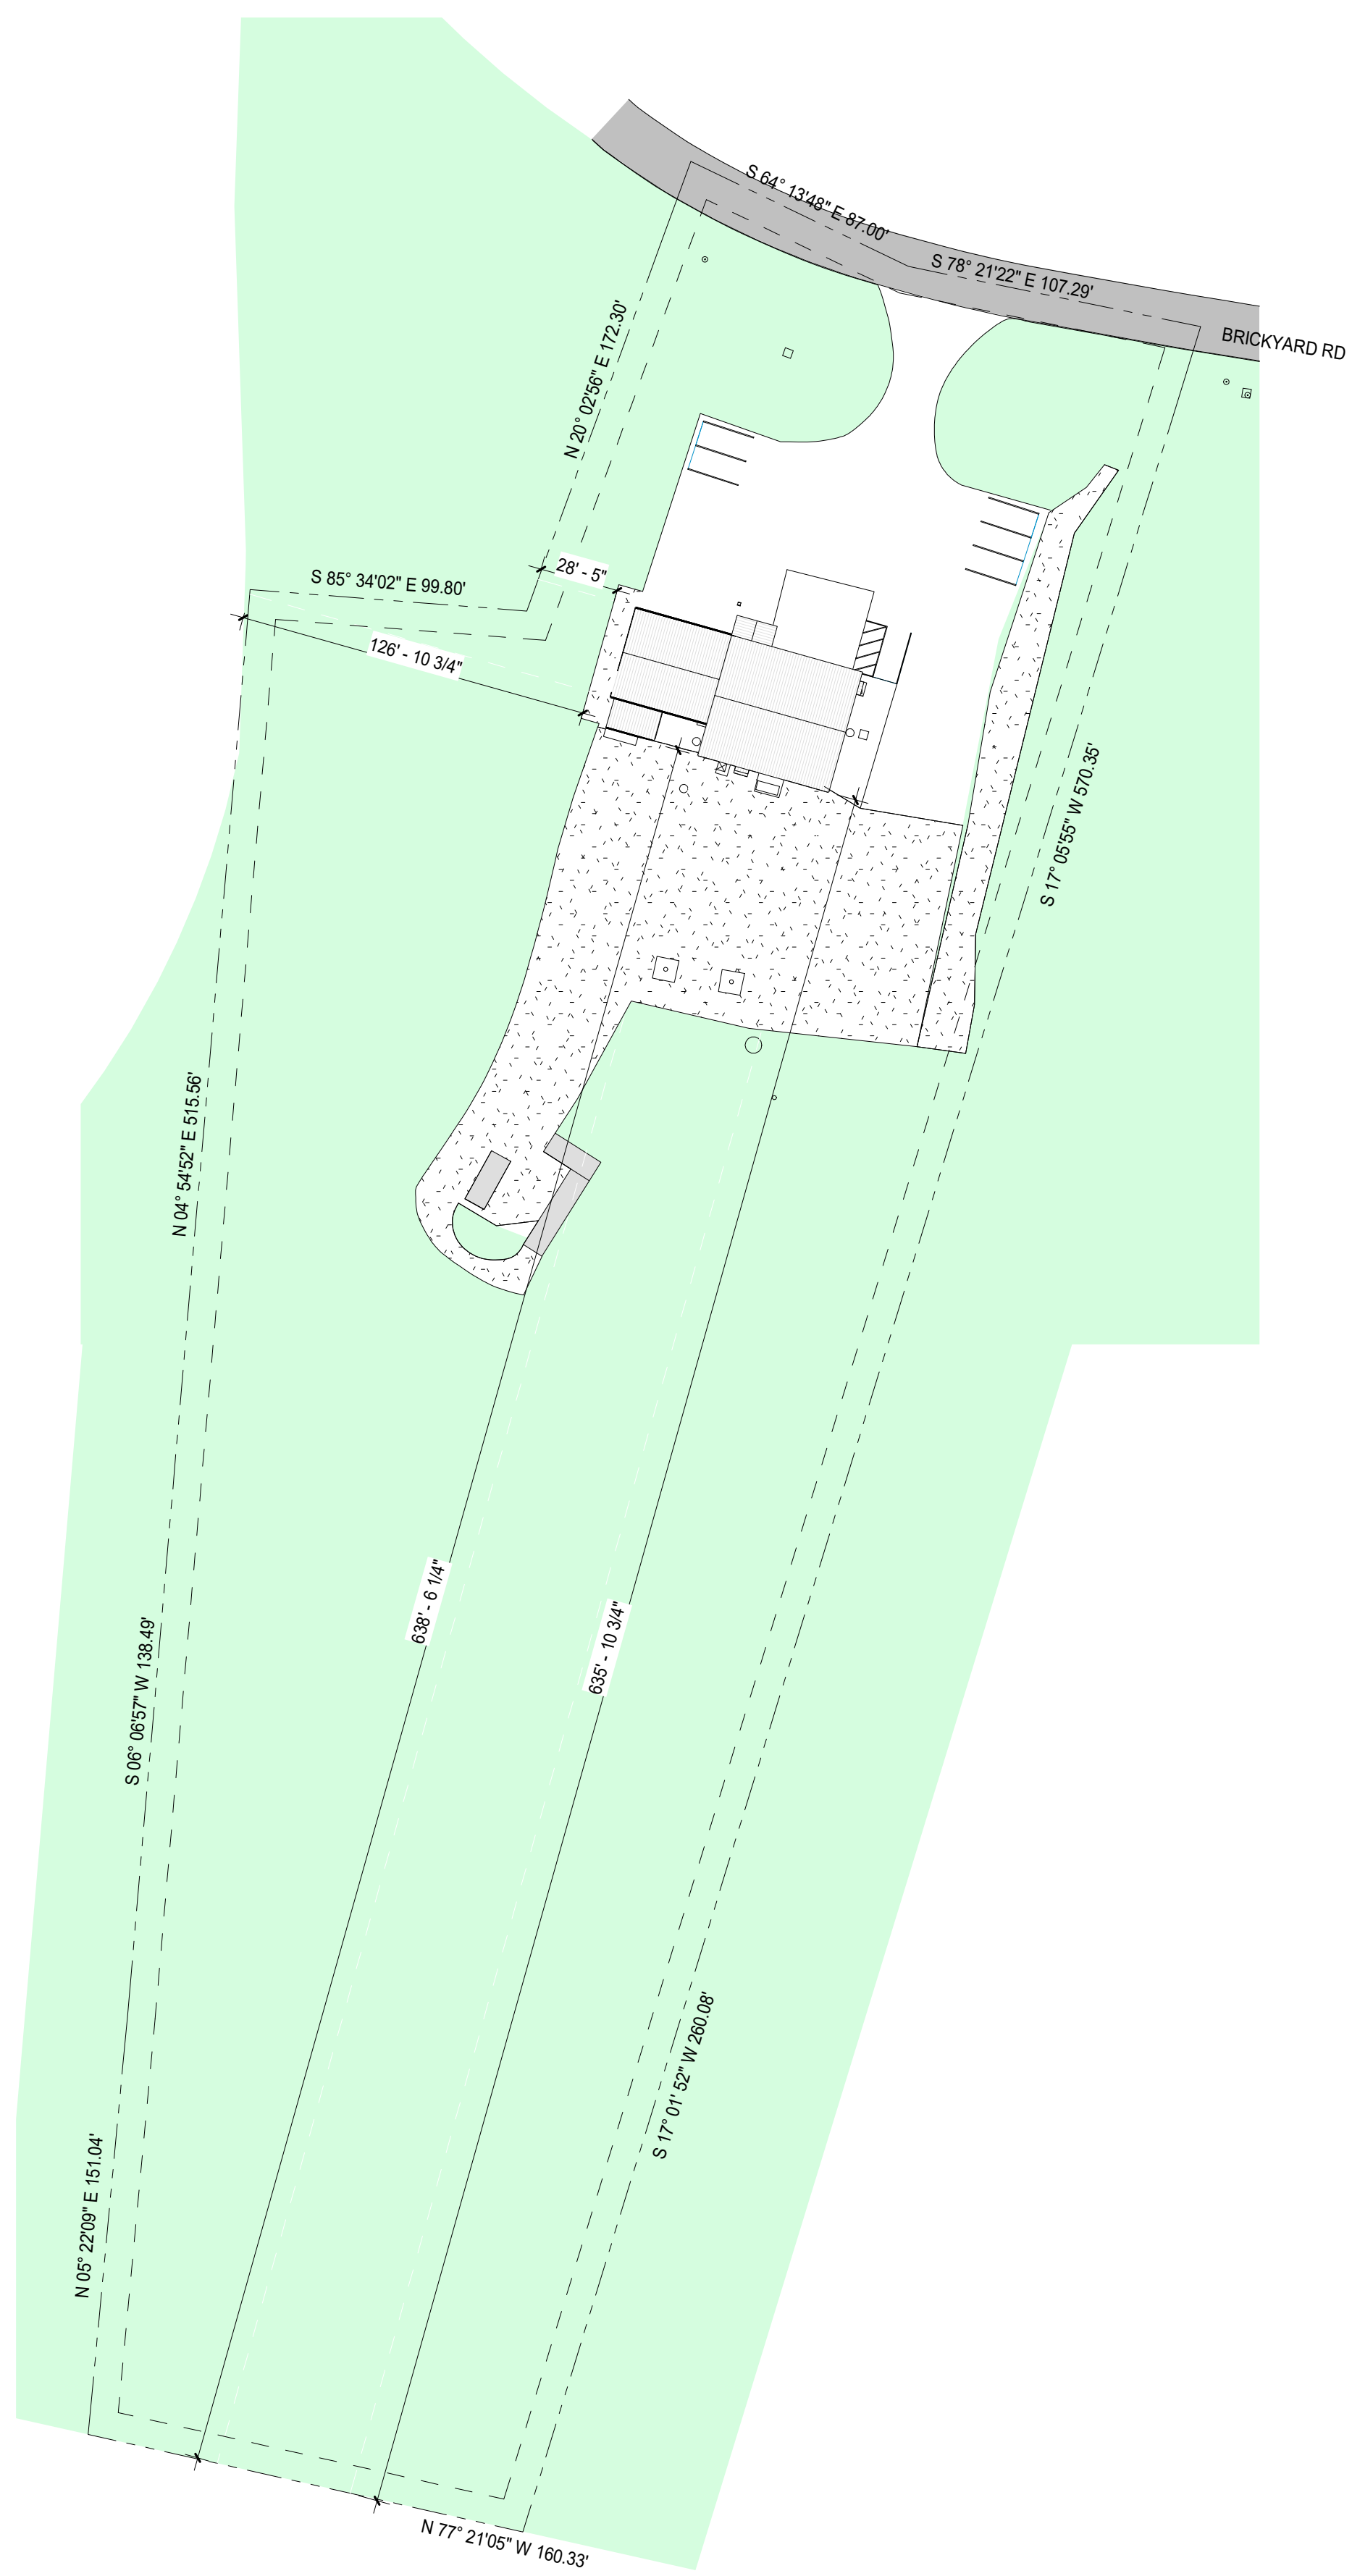 S 64° 13'48" E 87.00'
S 78° 21'22" E 107.29'
BRICKYARD RD
N 20° 02'56" E 172.30'
28' - 5"
S 85° 34'02" E 99.80'
126' - 10 3/4"
S 17° 05'55" W 570.35'
N 04° 54'52" E 515.56'
638' - 6 1/4"
635' - 10 3/4"
S 06° 06'57" W 138.49'
S 17° 01' 52" W 260.08'
N 05° 22'09" E 151.04'
N 77° 21'05" W 160.33'